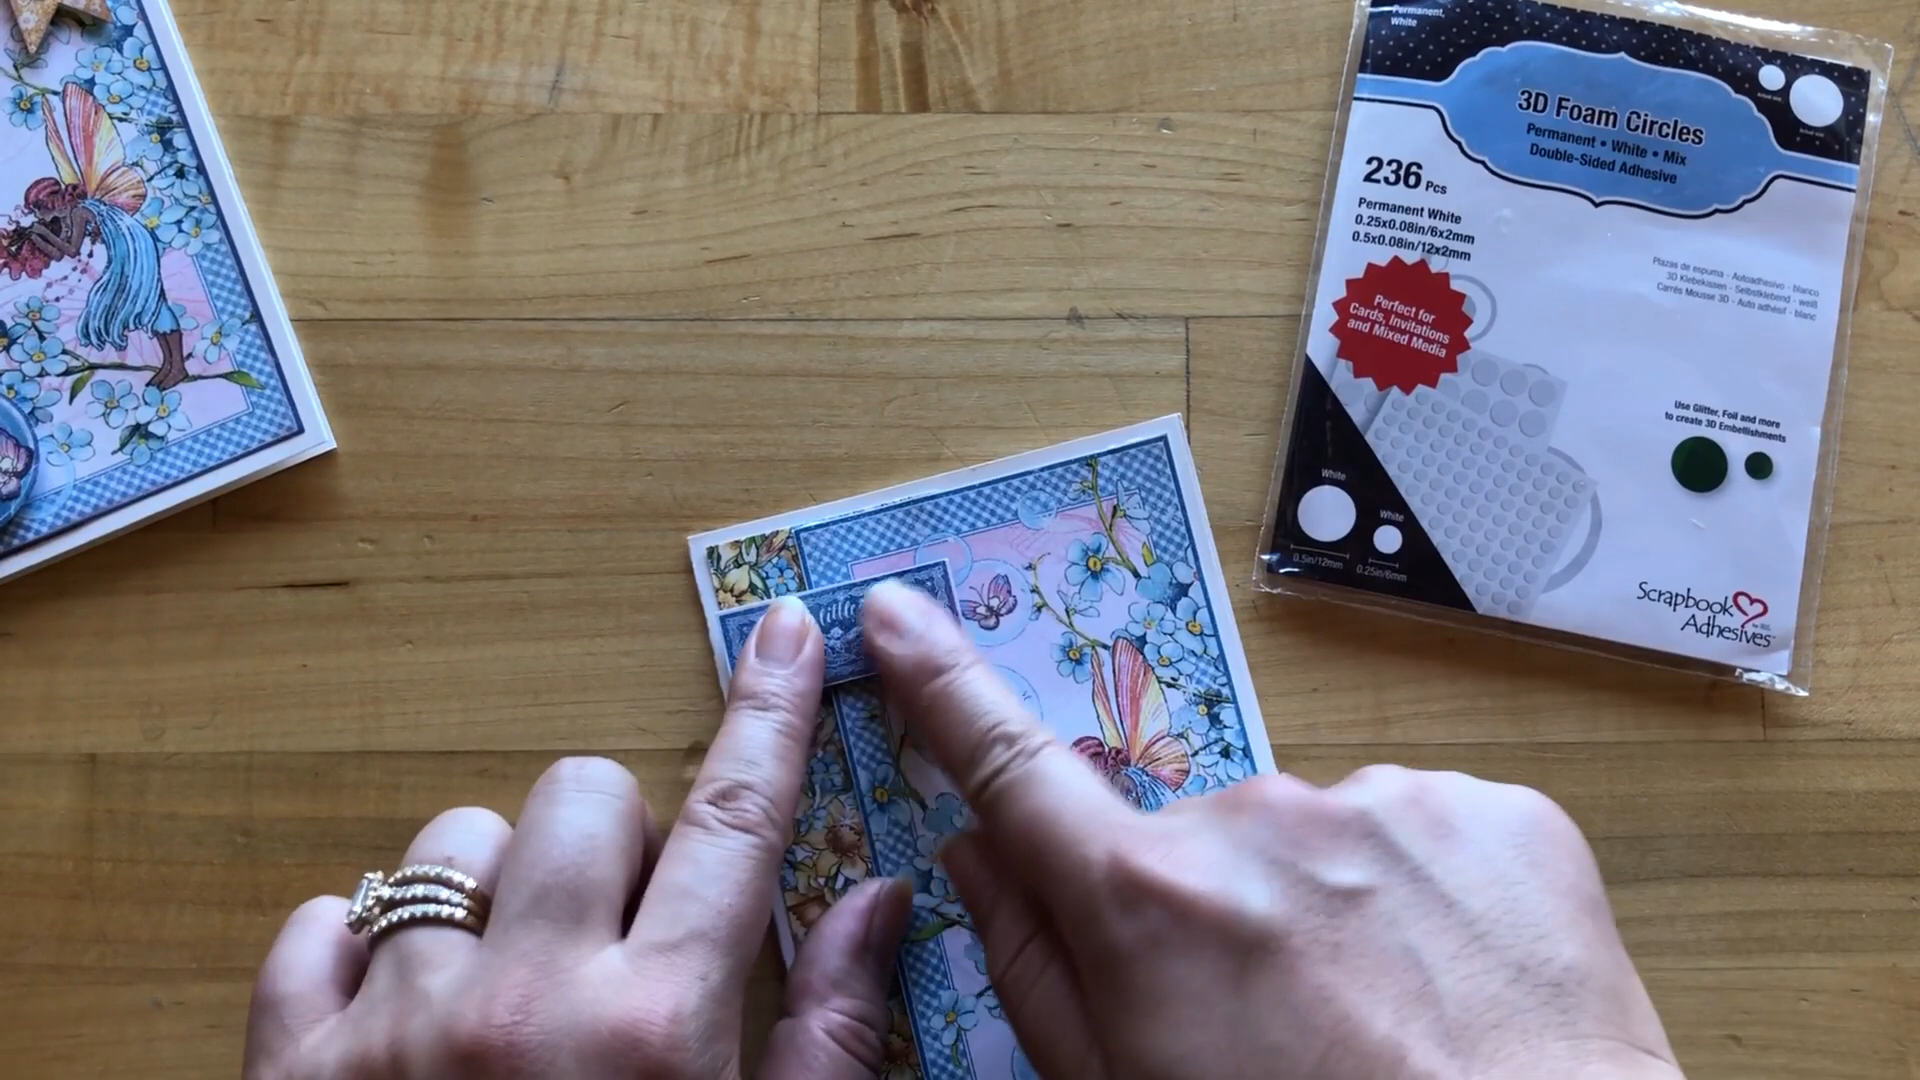 Permanent,
White
3D Foam Circles
Permanent • White • Mix
Double-Sided Adhesive
236 Pcs
Permanent White
0.25x0.08in/6x2mm
0.5x0.08in/12x2mm
Plazas de espuma - Autoadhesivo - blanco
3D Klebekissen - Selbstklebend - weiß
Carrés Mousse 3D - Auto adhésif - blanc
Perfect for
Cards, Invitations
and Mixed Media
Use Glitter, Foil and more
to create 3D Embellishments
White
0.5in/12mm
White
0.25in/6mm
Scrapbook
Adhesives
little